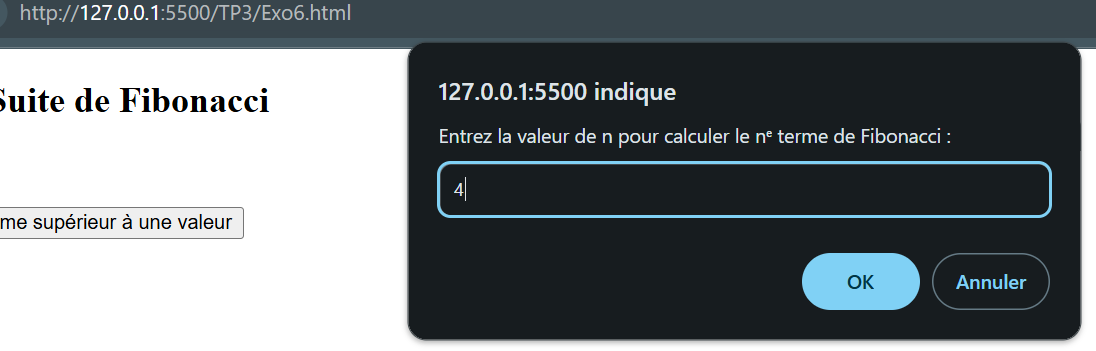 http://127.0.0.1:5500/TP3/Exo6.html
Suite de Fibonacci
127.0.0.1:5500 indique
Entrez la valeur de n pour calculer le nᵉ terme de Fibonacci :
4
me supérieur à une valeur
OK
Annuler